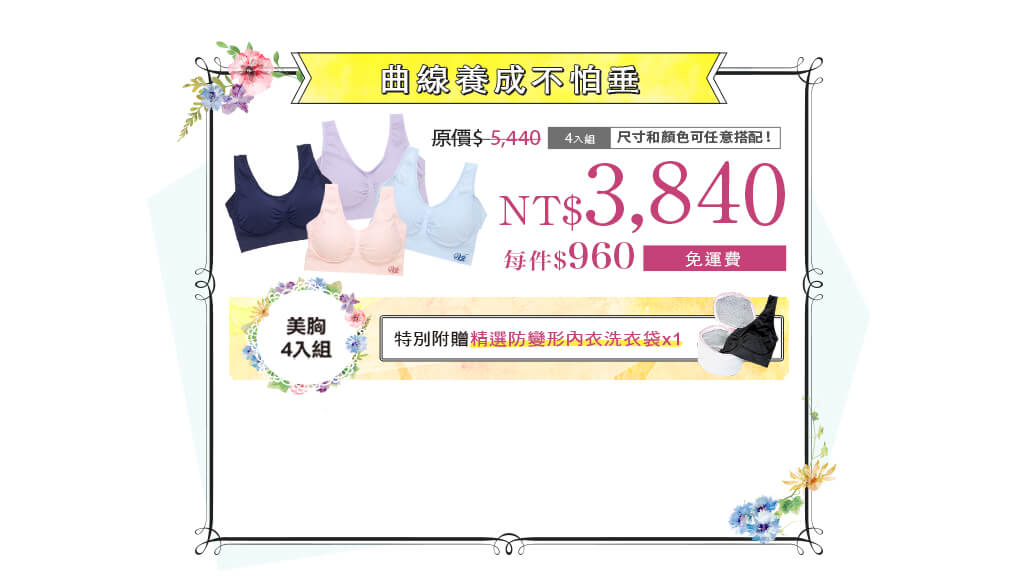 曲線養成不怕垂
原價$ 5,440 4入組 尺寸和顏色可任意搭配！
NT$3,840
每件$960 免運費
美胸
4入組
特別附贈精選防變形內衣洗衣袋x1